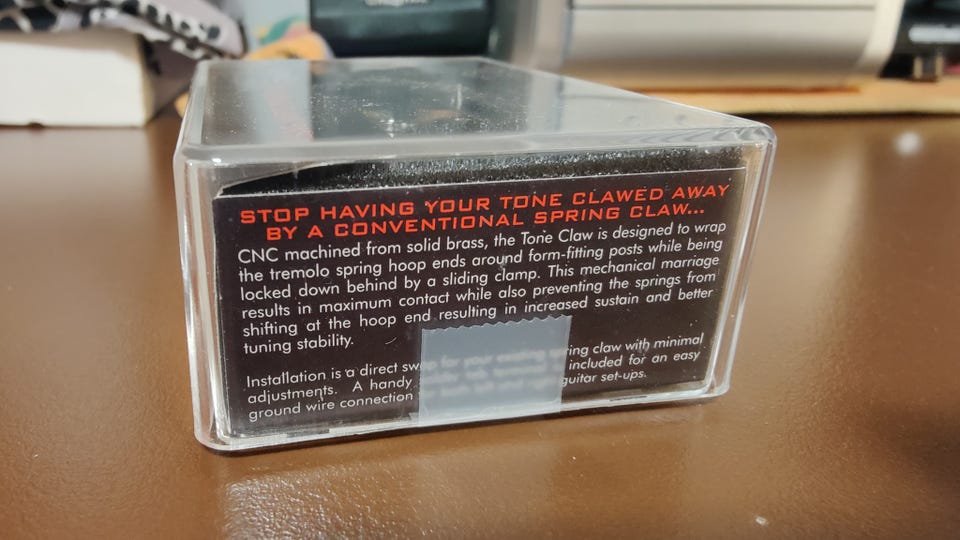 STOP HAVING YOUR TONE CLAWED AWAY
BY A CONVENTIONAL SPRING CLAW...
CNC machined from solid brass, the Tone Claw is designed to wrap
the tremolo spring hoop ends around form-fitting posts while being
locked down behind by a sliding clamp. This mechanical marriage
results in maximum contact while also preventing the springs from
shifting at the hoop end resulting in increased sustain and better
tuning stability.
Installation is a direct for your existing claw with minimal
adjustments. A handy included for an easy
ground wire connection guitar set-ups.